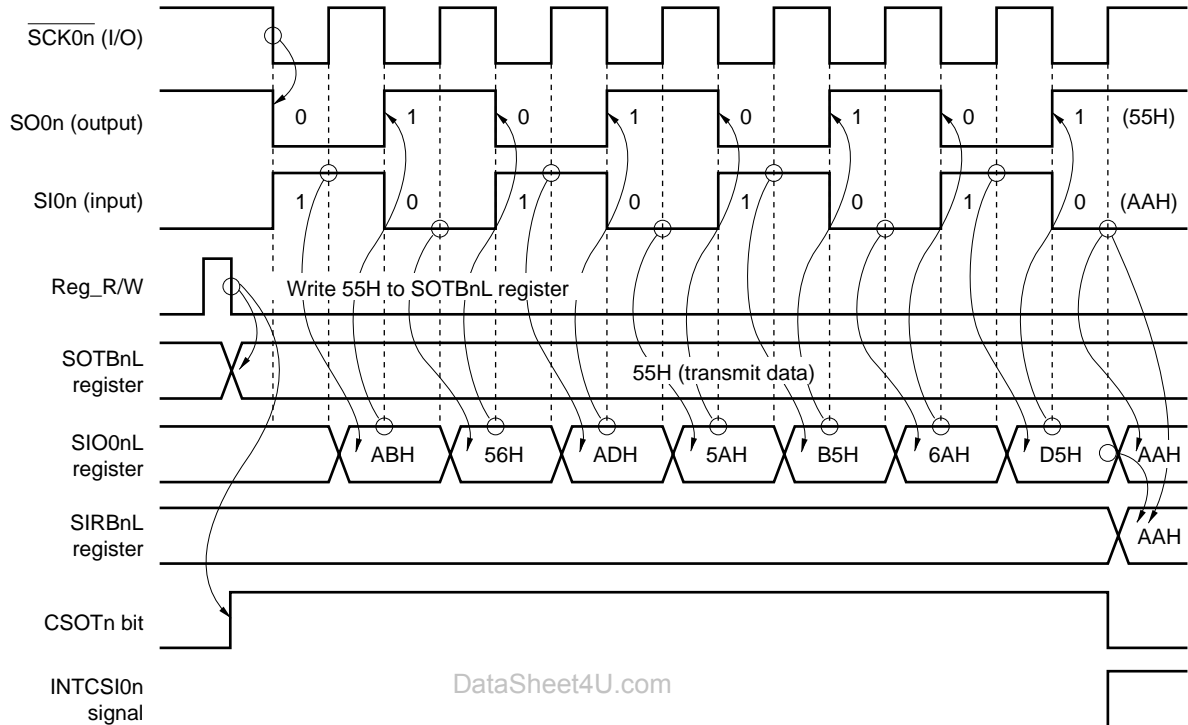 SCK0n (I/O)
SO0n (output) 0 1 0 1 0 1 0 1 (55H)
SI0n (input) 1 0 1 0 1 0 1 0 (AAH)
Reg_R/W Write 55H to SOTBnL register
SOTBnL
register
55H (transmit data)
SIO0nL
register
ABH 56H ADH 5AH B5H 6AH D5H AAH
SIRBnL
register
AAH
CSOTn bit
INTCSI0n
signal
DataSheet4U.com